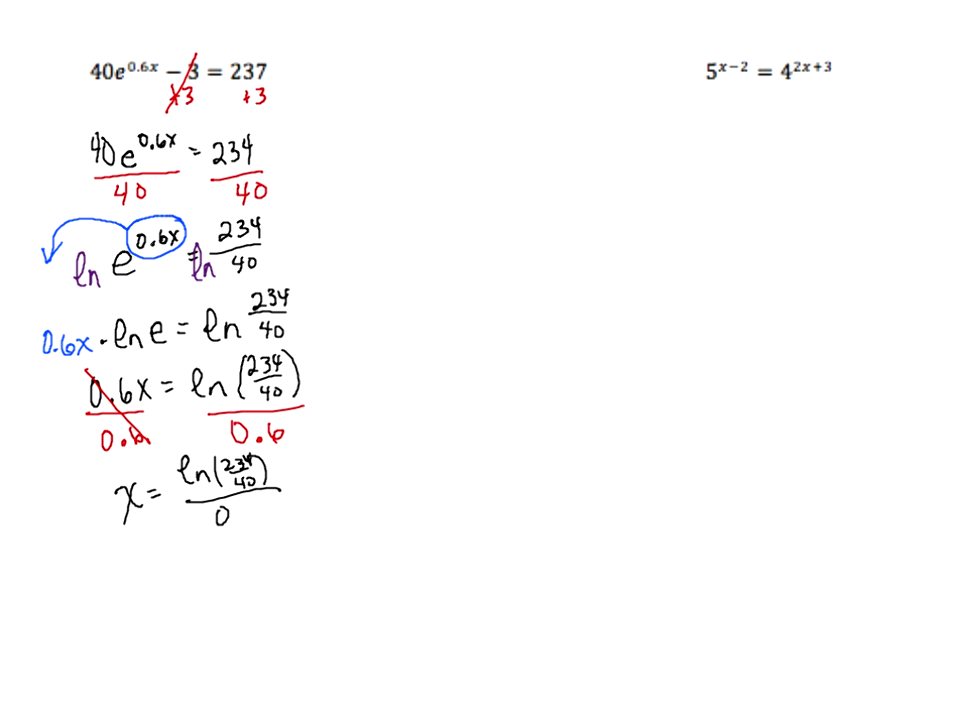 40e^{0.6x} − 3 = 237
+3 +3
40e^{0.6x} = 234
40 40
ln e^{0.6x} = ln 234/40
0.6x · ln e = ln 234/40
0.6x = ln(234/40)
0.6 0.6
x = ln(234/40)
0
5^{x−2} = 4^{2x+3}